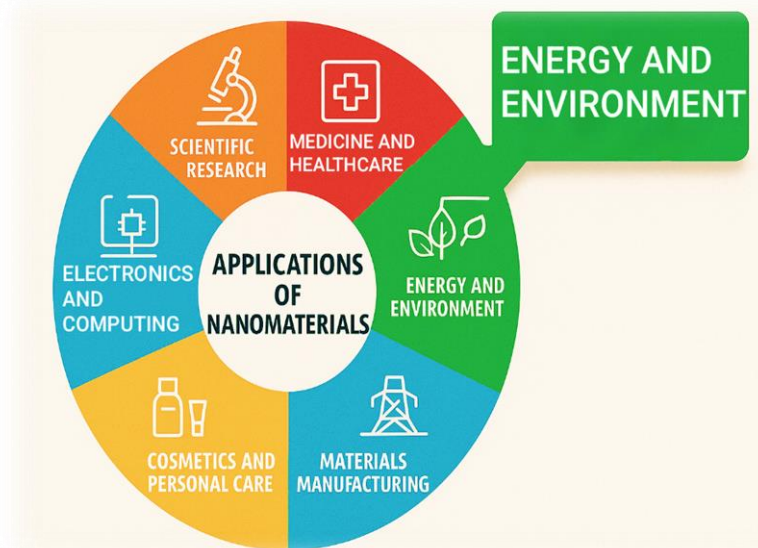 ENERGY AND
ENVIRONMENT
SCIENTIFIC
RESEARCH
MEDICINE AND
HEALTHCARE
ELECTRONICS
AND
COMPUTING
APPLICATIONS
OF
NANOMATERIALS
ENERGY AND
ENVIRONMENT
COSMETICS AND
PERSONAL CARE
MATERIALS
MANUFACTURING